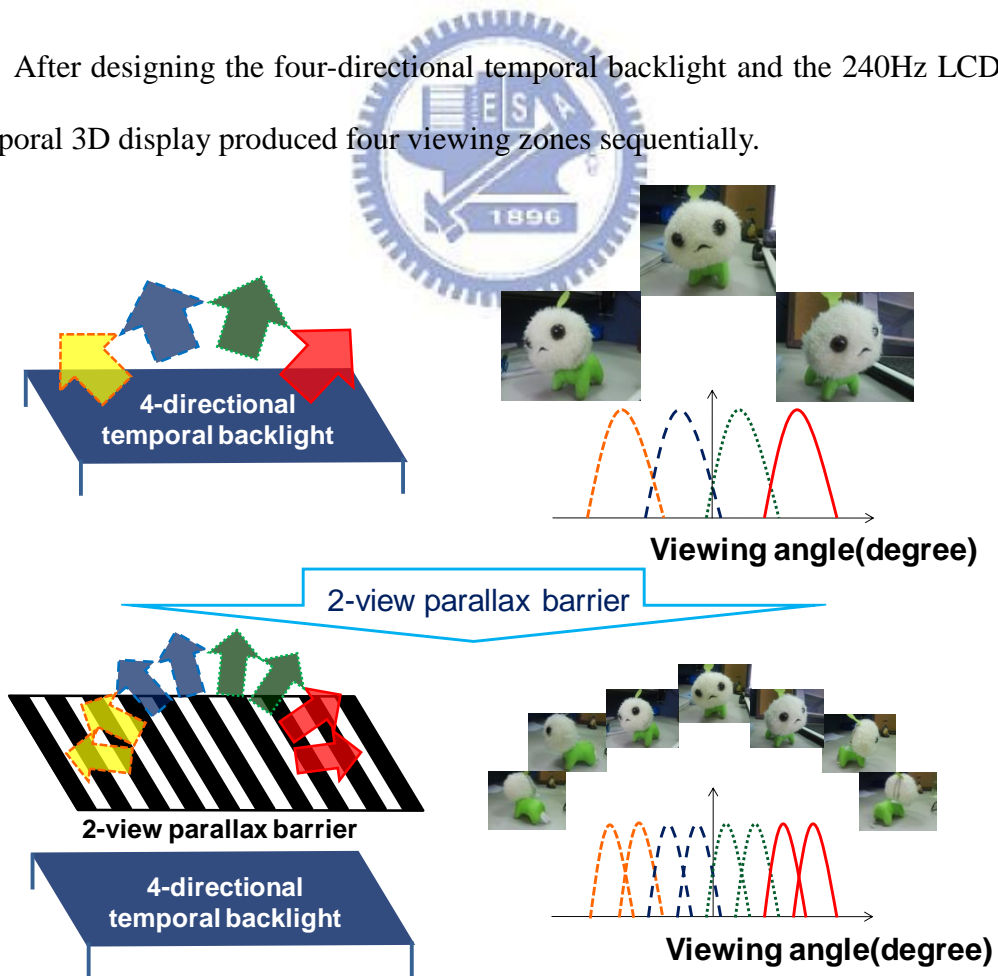 After designing the four-directional temporal backlight and the 240Hz LCD
poral 3D display produced four viewing zones sequentially.
E S A
1896
4-directional
temporal backlight
Viewing angle(degree)
2-view parallax barrier
2-view parallax barrier
4-directional
temporal backlight
Viewing angle(degree)